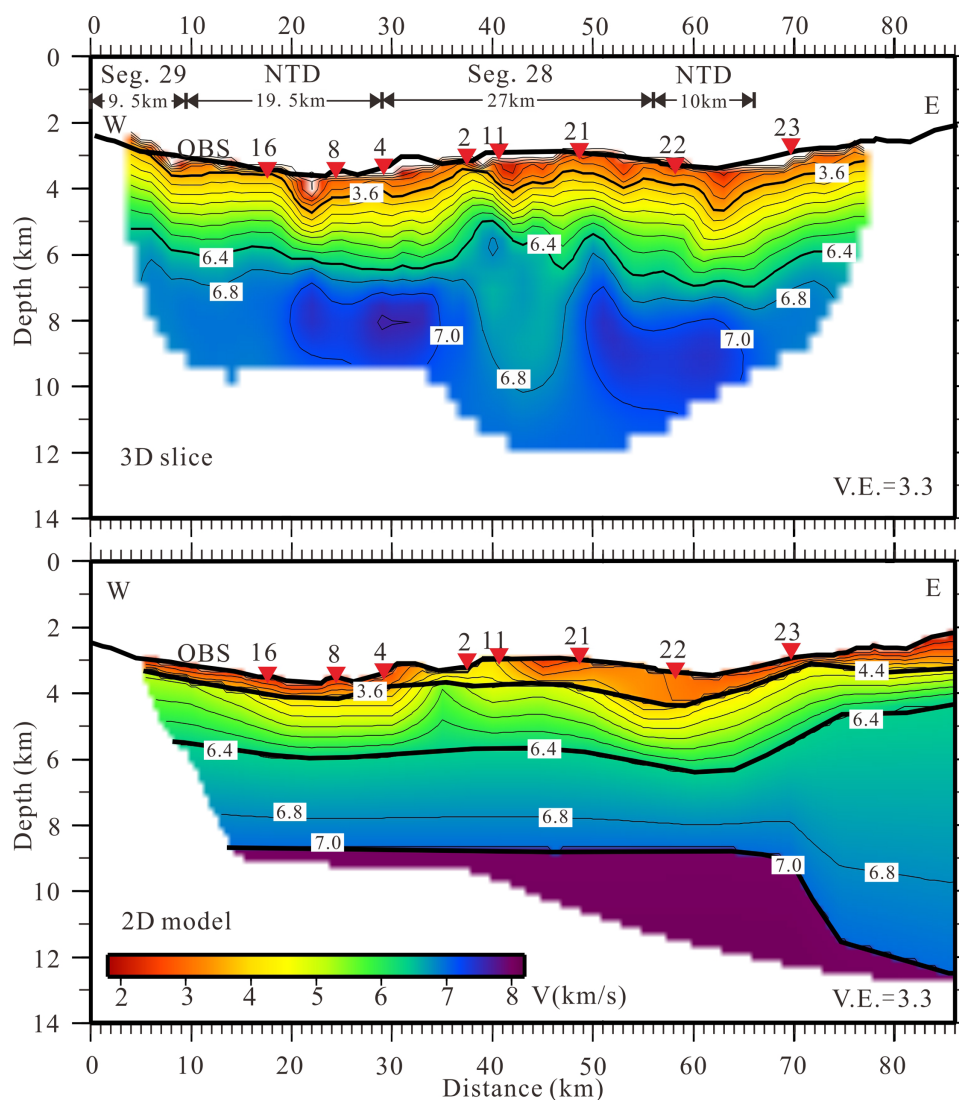 0 10 20 30 40 50 60 70 80
0
Seg. 29 NTD Seg. 28 NTD
9. 5km 19. 5km 27km 10km
W E
2
OBS 16 8 4 2 11 21 22 23
3.6 3.6
4
Depth (km)
6
6.4 6.4 6.4
6.8 6.8
8
7.0 7.0
6.8
10
12
3D slice
V.E.=3.3
14
0
W E
2
OBS 16 8 4 2 11 21 22 23
4.4
3.6
4
6.4
Depth (km)
6.4 6.4
6
6.8 6.8
8
7.0 7.0
6.8
10
2D model
12
2 3 4 5 6 7 8 V(km/s)
V.E.=3.3
14
0 10 20 30 40 50 60 70 80
Distance (km)